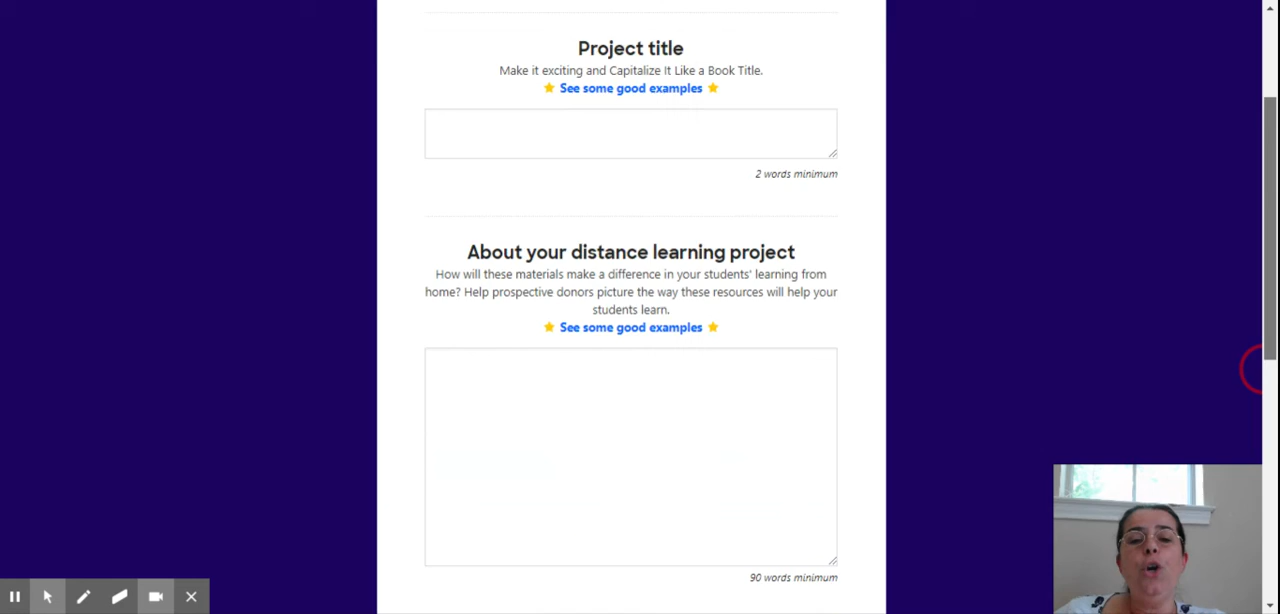 Project title
Make it exciting and Capitalize It Like a Book Title.
See some good examples
2 words minimum
About your distance learning project
How will these materials make a difference in your students' learning from
home? Help prospective donors picture the way these resources will help your
students learn.
See some good examples
90 words minimum